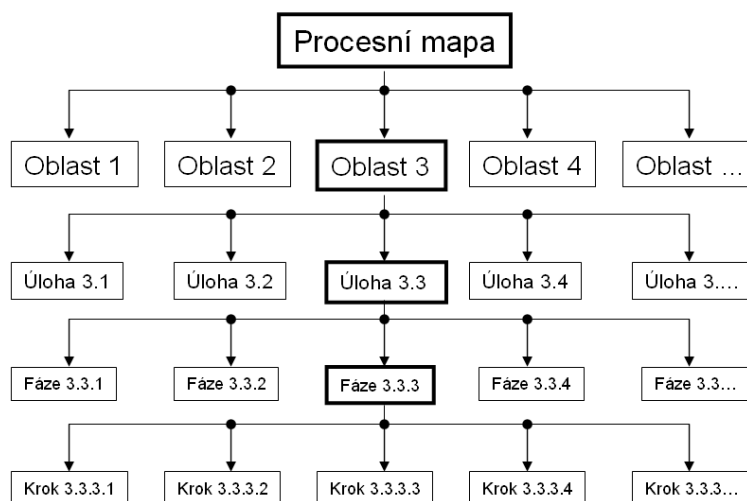 Procesní mapa
Oblast 1 Oblast 2 Oblast 3 Oblast 4 Oblast ...
Úloha 3.1 Úloha 3.2 Úloha 3.3 Úloha 3.4 Úloha 3....
Fáze 3.3.1 Fáze 3.3.2 Fáze 3.3.3 Fáze 3.3.4 Fáze 3.3...
Krok 3.3.3.1 Krok 3.3.3.2 Krok 3.3.3.3 Krok 3.3.3.4 Krok 3.3.3...